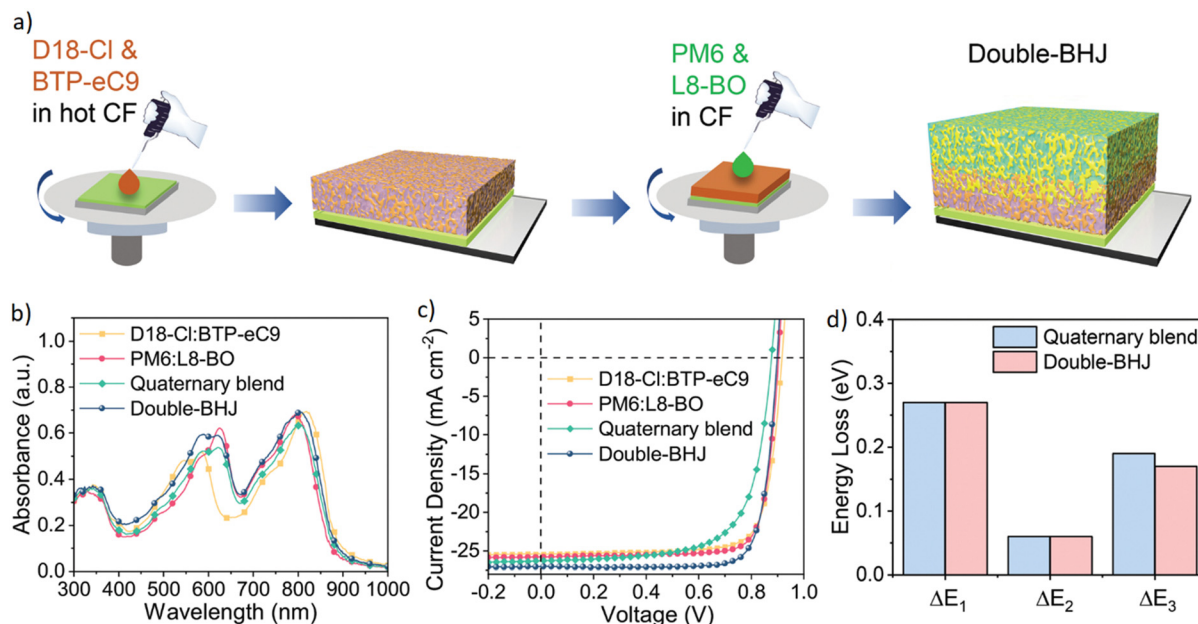 a)
D18-Cl &
BTP-eC9
in hot CF
PM6 &
L8-BO
in CF
Double-BHJ
b)
D18-Cl:BTP-eC9
PM6:L8-BO
Quaternary blend
Double-BHJ
Absorbance (a.u.)
1.0
0.8
0.6
0.4
0.2
0.0
300 400 500 600 700 800 900 1000
Wavelength (nm)
c)
D18-Cl:BTP-eC9
PM6:L8-BO
Quaternary blend
Double-BHJ
Current Density (mA cm⁻²)
5
0
-5
-10
-15
-20
-25
-0.2 0.0 0.2 0.4 0.6 0.8 1.0
Voltage (V)
d)
Quaternary blend
Double-BHJ
Energy Loss (eV)
0.4
0.3
0.2
0.1
0.0
ΔE₁ ΔE₂ ΔE₃